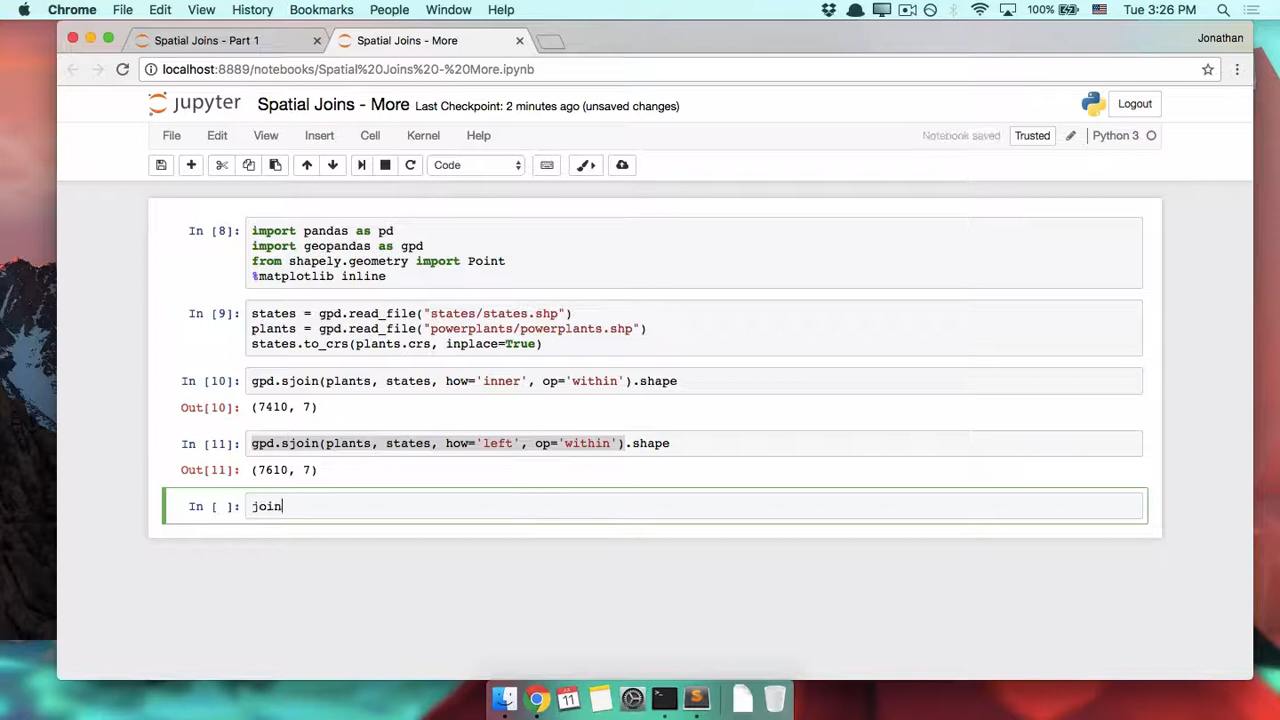 Chrome File Edit View History Bookmarks People Window Help 100% Tue 3:26 PM
Spatial Joins - Part 1 Spatial Joins - More Jonathan
localhost:8889/notebooks/Spatial%20Joins%20-%20More.ipynb
jupyter Spatial Joins - More Last Checkpoint: 2 minutes ago (unsaved changes) Logout
File Edit View Insert Cell Kernel Help Notebook saved Trusted Python 3
Code
In [8]: import pandas as pd
import geopandas as gpd
from shapely.geometry import Point
%matplotlib inline
In [9]: states = gpd.read_file("states/states.shp")
plants = gpd.read_file("powerplants/powerplants.shp")
states.to_crs(plants.crs, inplace=True)
In [10]: gpd.sjoin(plants, states, how='inner', op='within').shape
Out[10]: (7410, 7)
In [11]: gpd.sjoin(plants, states, how='left', op='within').shape
Out[11]: (7610, 7)
In [ ]: join
11